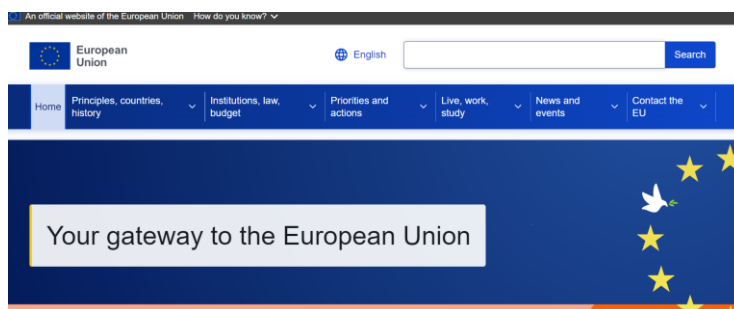 An official website of the European Union How do you know?
European
Union
English
Search
Home
Principles, countries,
history
Institutions, law,
budget
Priorities and
actions
Live, work,
study
News and
events
Contact the
EU
Your gateway to the European Union